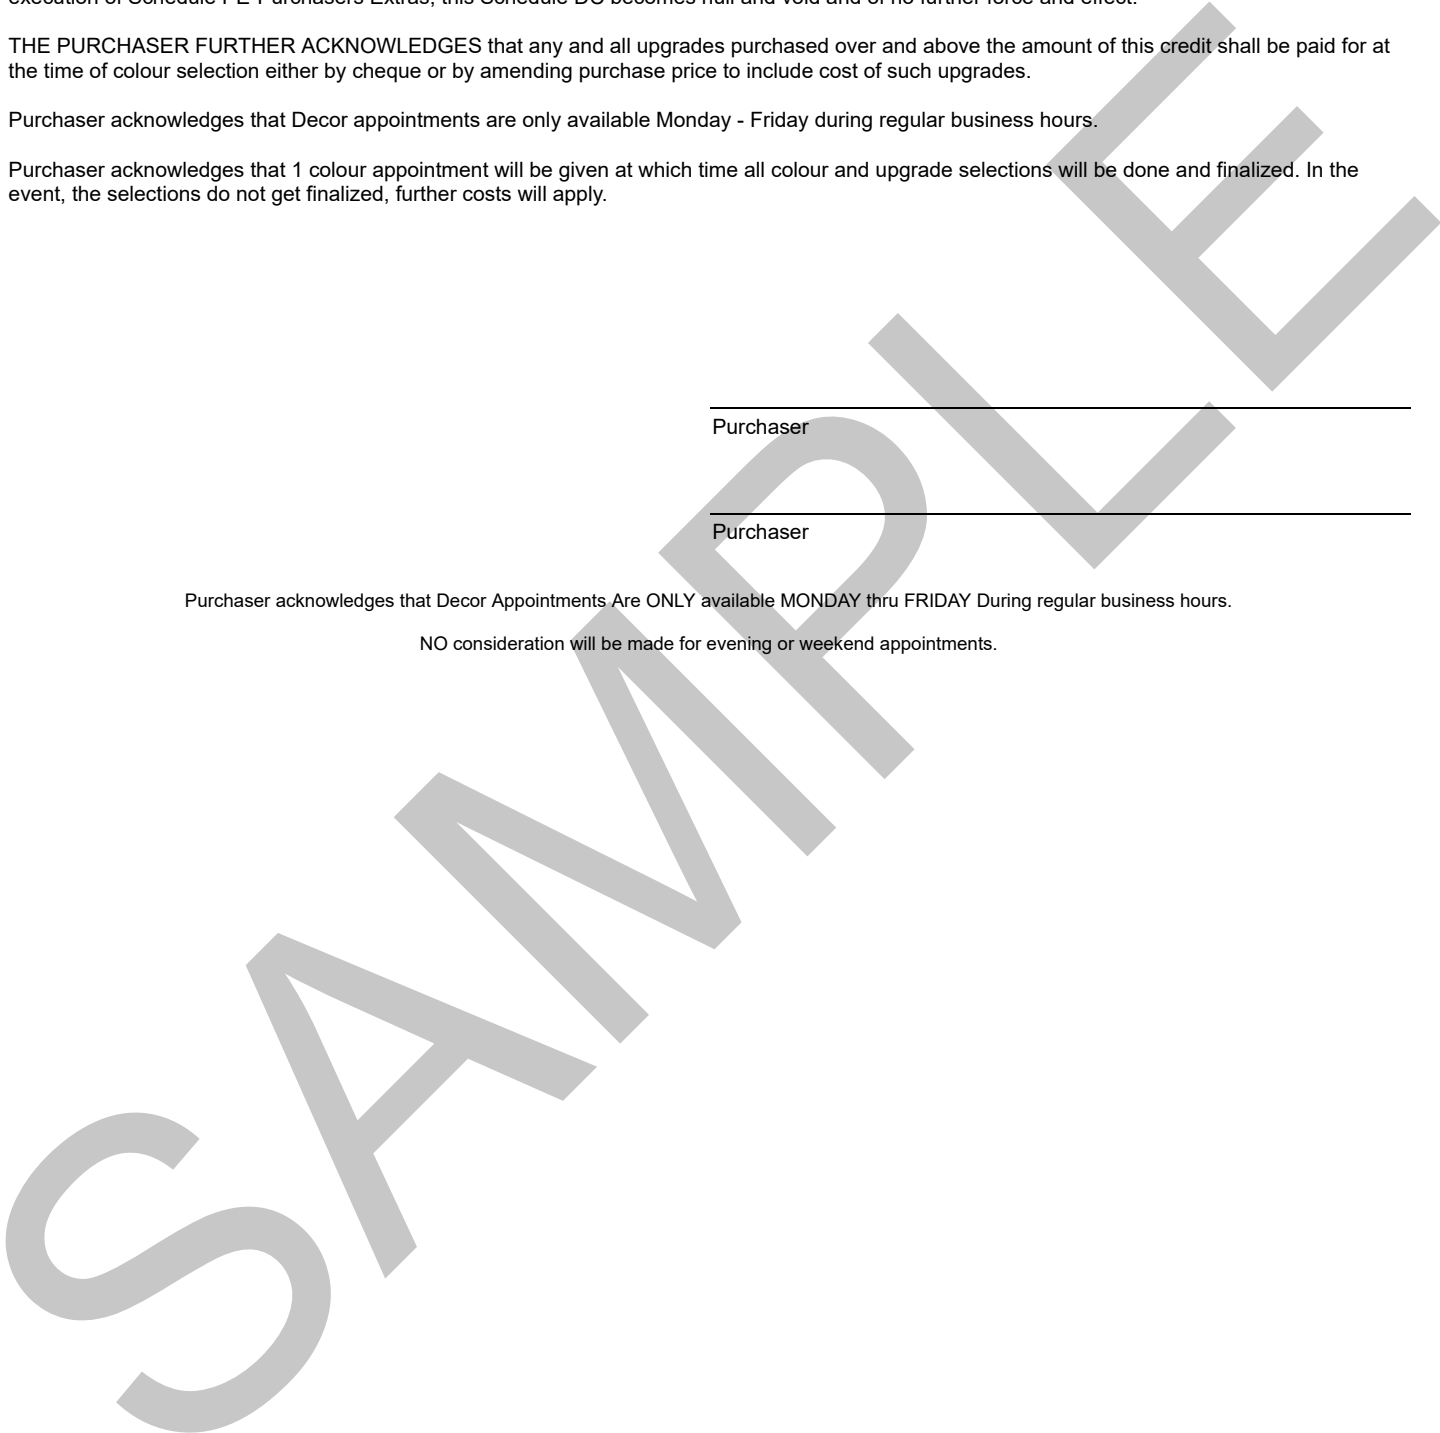 execution of Schedule PE Purchasers Extras, this Schedule DC becomes null and void and of no further force and effect.
THE PURCHASER FURTHER ACKNOWLEDGES that any and all upgrades purchased over and above the amount of this credit shall be paid for at
the time of colour selection either by cheque or by amending purchase price to include cost of such upgrades.
Purchaser acknowledges that Decor appointments are only available Monday - Friday during regular business hours.
Purchaser acknowledges that 1 colour appointment will be given at which time all colour and upgrade selections will be done and finalized. In the
event, the selections do not get finalized, further costs will apply.
Purchaser
Purchaser
Purchaser acknowledges that Decor Appointments Are ONLY available MONDAY thru FRIDAY During regular business hours.
NO consideration will be made for evening or weekend appointments.
SAMPLE